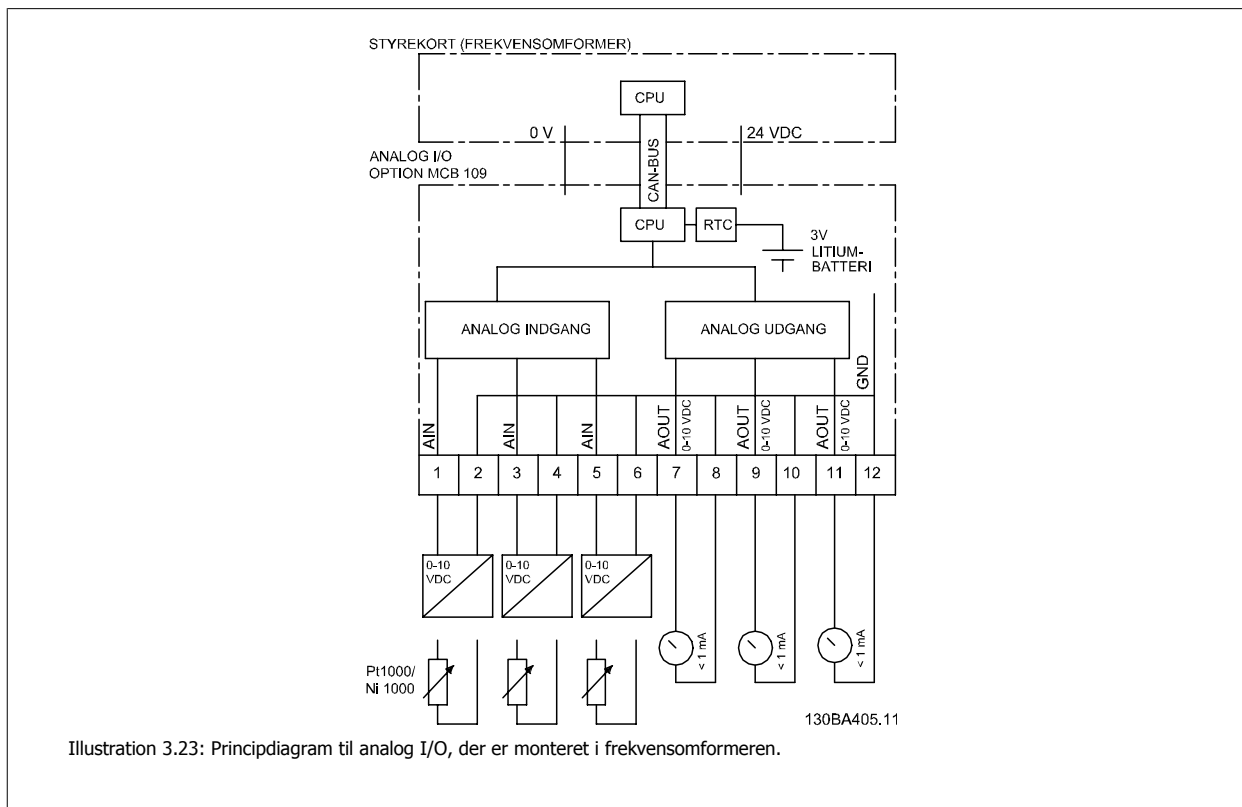 STYREKORT (FREKVENSOMFORMER)
CPU
0 V
24 VDC
CAN-BUS
ANALOG I/O
OPTION MCB 109
CPU
RTC
3V
LITIUM-
BATTERI
ANALOG INDGANG
ANALOG UDGANG
GND
AIN
AIN
AIN
AOUT
0-10 VDC
AOUT
0-10 VDC
AOUT
0-10 VDC
1 2 3 4 5 6 7 8 9 10 11 12
0-10
VDC
0-10
VDC
0-10
VDC
< 1 mA
< 1 mA
< 1 mA
Pt1000/
Ni 1000
130BA405.11
Illustration 3.23: Principdiagram til analog I/O, der er monteret i frekvensomformeren.